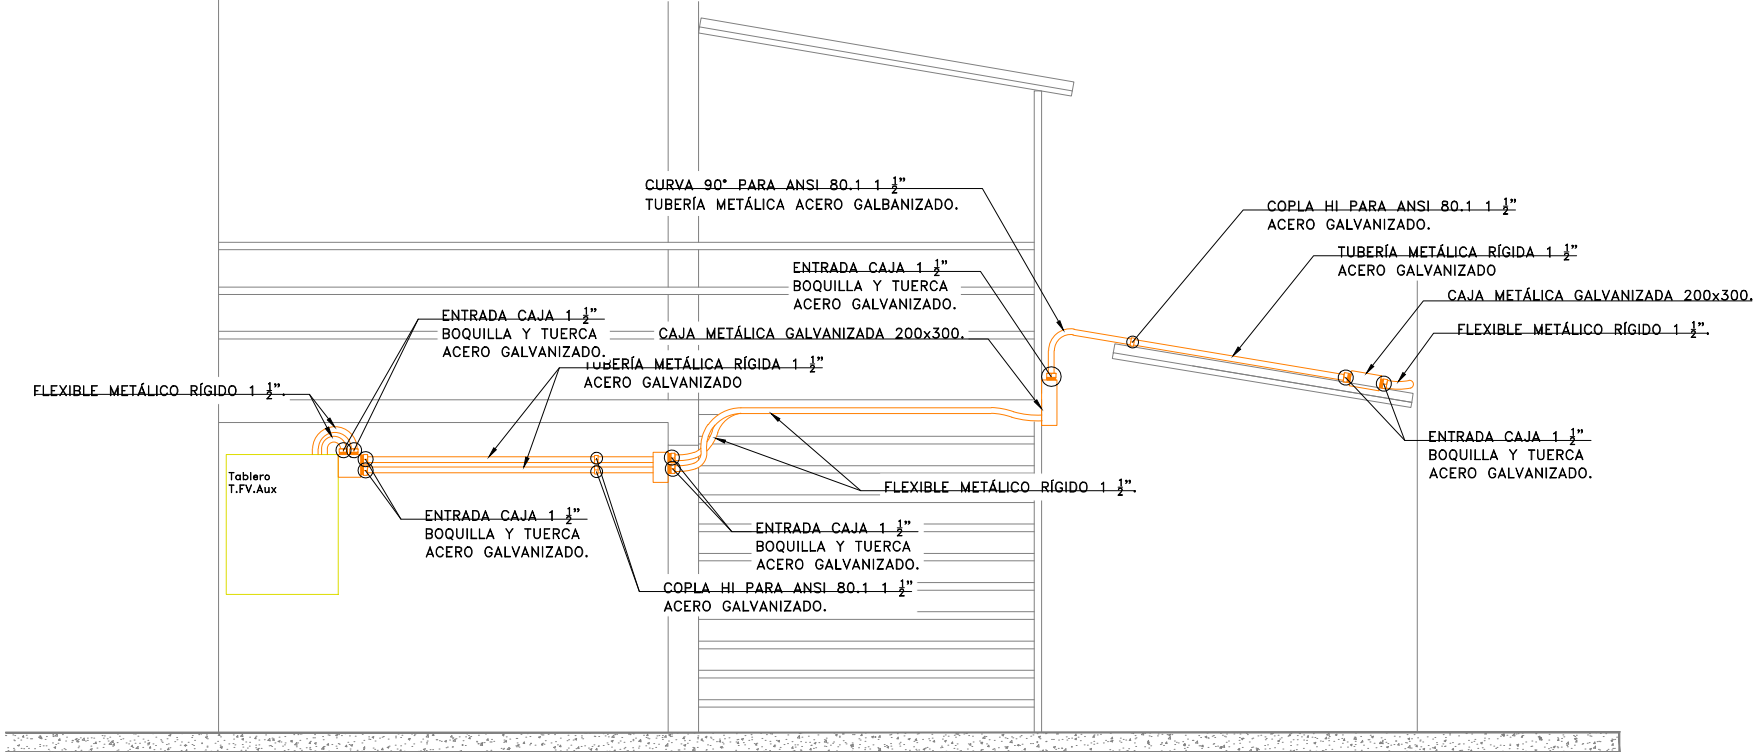 CURVA 90° PARA ANSI 80.1 1 1/2"
TUBERÍA METÁLICA ACERO GALBANIZADO.
COPLA HI PARA ANSI 80.1 1 1/2"
ACERO GALVANIZADO.
TUBERÍA METÁLICA RÍGIDA 1 1/2"
ACERO GALVANIZADO
ENTRADA CAJA 1 1/2"
BOQUILLA Y TUERCA
ACERO GALVANIZADO.
CAJA METÁLICA GALVANIZADA 200x300.
FLEXIBLE METÁLICO RÍGIDO 1 1/2".
ENTRADA CAJA 1 1/2"
BOQUILLA Y TUERCA
ACERO GALVANIZADO.
CAJA METÁLICA GALVANIZADA 200x300.
TUBERÍA METÁLICA RÍGIDA 1 1/2"
ACERO GALVANIZADO
FLEXIBLE METÁLICO RÍGIDO 1 1/2".
ENTRADA CAJA 1 1/2"
BOQUILLA Y TUERCA
ACERO GALVANIZADO.
Tablero
T.FV.Aux
FLEXIBLE METÁLICO RÍGIDO 1 1/2".
ENTRADA CAJA 1 1/2"
BOQUILLA Y TUERCA
ACERO GALVANIZADO.
ENTRADA CAJA 1 1/2"
BOQUILLA Y TUERCA
ACERO GALVANIZADO.
COPLA HI PARA ANSI 80.1 1 1/2"
ACERO GALVANIZADO.